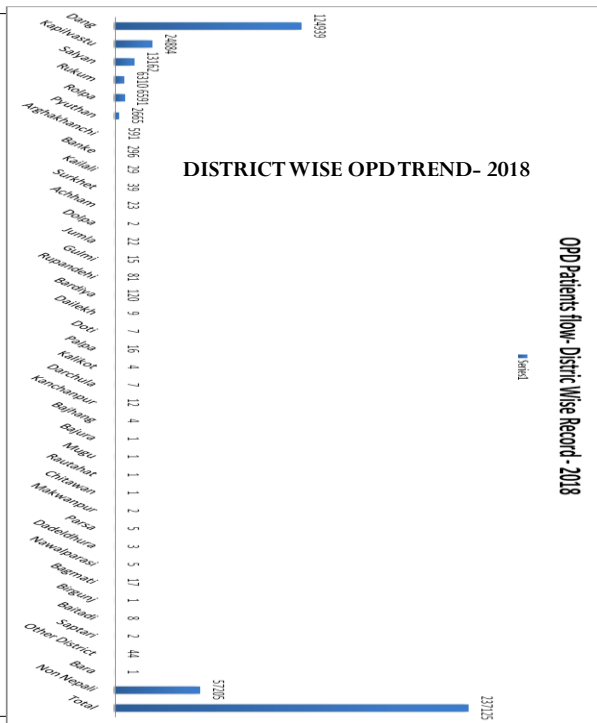 DISTRICT WISE OPD TREND- 2018
OPD Patients flow- Distric Wise Record - 2018
Series1
124939
24884
13162
6310
6591
2665
591
296
29
39
23
2
22
15
81
120
9
7
16
4
7
12
4
1
1
1
1
2
5
3
5
17
1
8
2
44
1
57205
237125
Dang
Kapilvastu
Salyan
Rukum
Rolpa
Pyuthan
Arghakhanchi
Banke
Kailali
Surkhet
Achham
Dolpa
Jumla
Gulmi
Rupandehi
Bardiya
Dailekh
Doti
Palpa
Kalikot
Darchula
Kanchanpur
Bajhang
Bajura
Mugu
Rautahat
Chitawan
Makwanpur
Parsa
Dadeldhura
Nawalparasi
Bagmati
Birgunj
Baitadi
Saptari
Other District
Bara
Non Nepali
Total